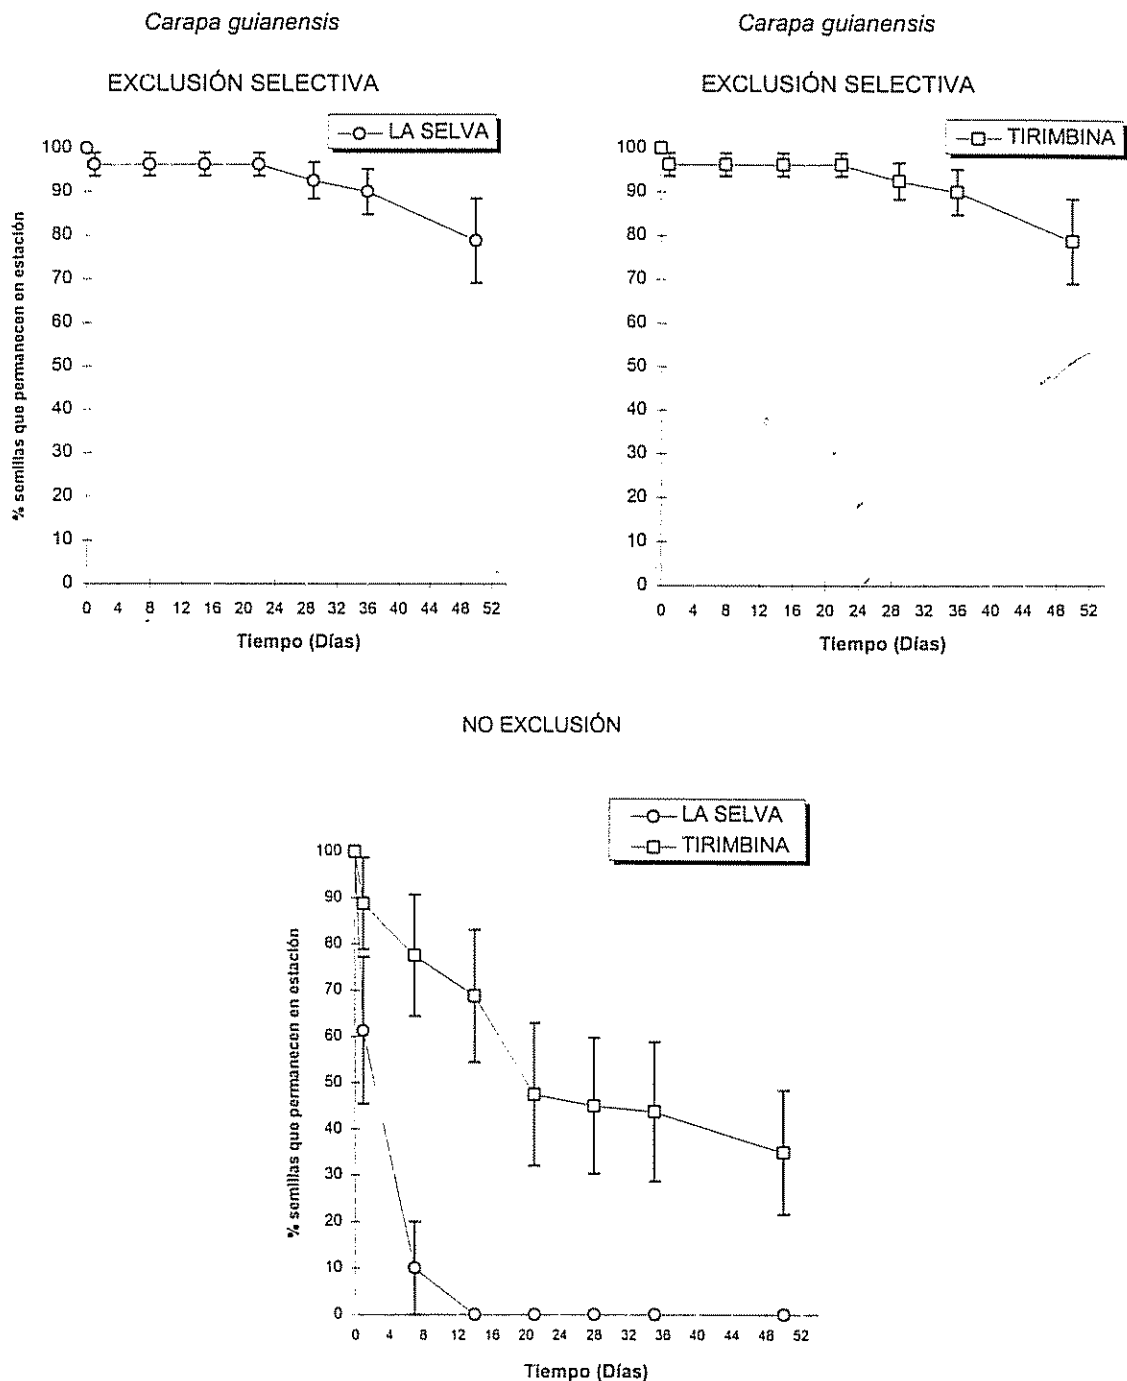 Carapa guianensis
EXCLUSIÓN SELECTIVA
LA SELVA
100
90
80
70
60
50
40
30
20
10
0
% semillas que permanecen en estación
0 4 8 12 16 20 24 28 32 36 40 44 48 52
Tiempo (Días)
Carapa guianensis
EXCLUSIÓN SELECTIVA
TIRIMBINA
100
90
80
70
60
50
40
30
20
10
0
0 4 8 12 16 20 24 28 32 36 40 44 48 52
Tiempo (Días)
NO EXCLUSIÓN
LA SELVA
TIRIMBINA
100
90
80
70
60
50
40
30
20
10
0
% semillas que permanecen en estación
0 4 8 12 16 20 24 28 32 36 40 44 48 52
Tiempo (Días)